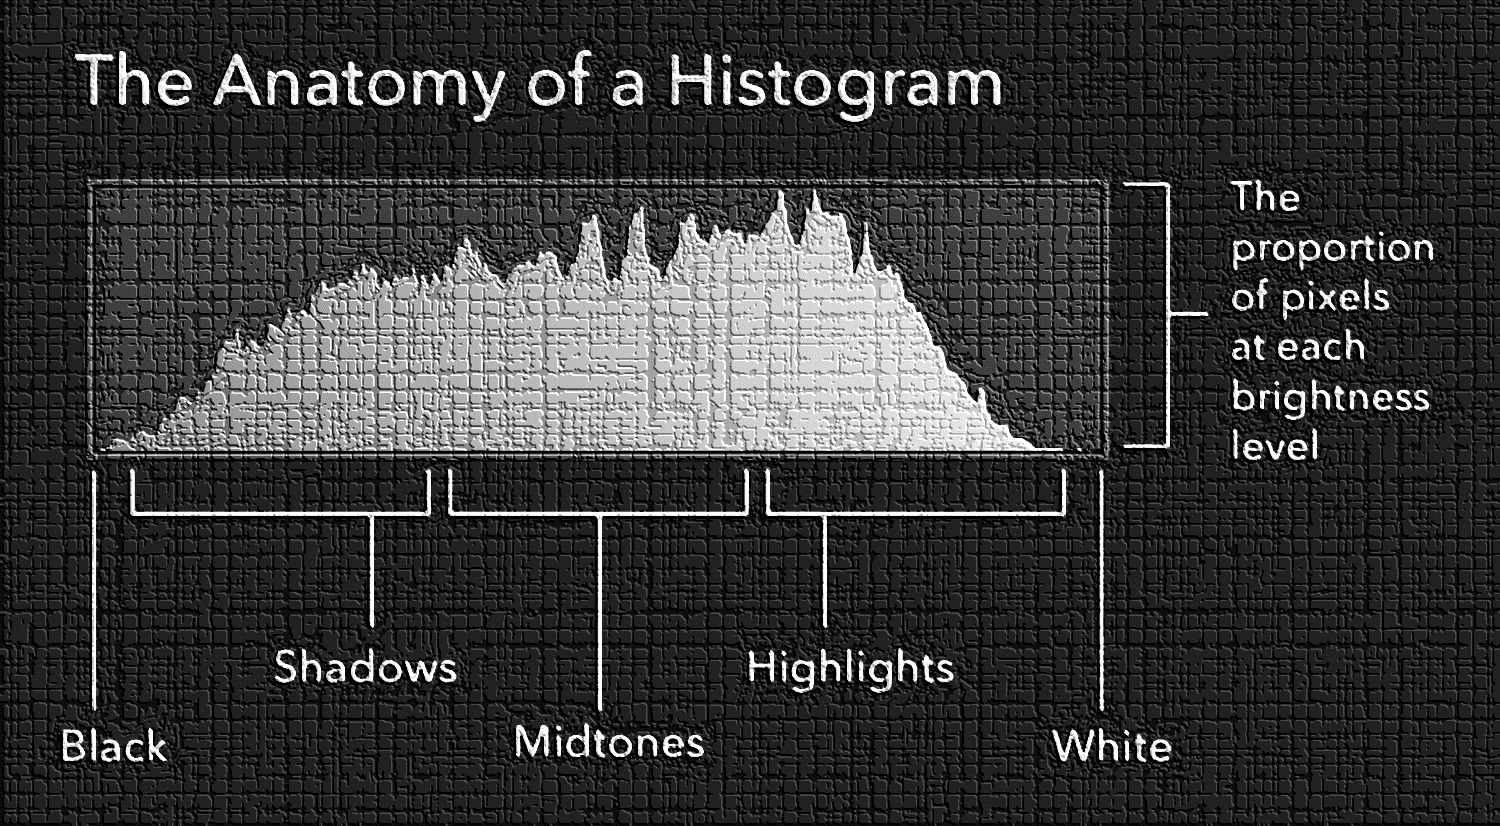 The Anatomy of a Histogram
The
proportion
of pixels
at each
brightness
level
Shadows
Highlights
Black
Midtones
White